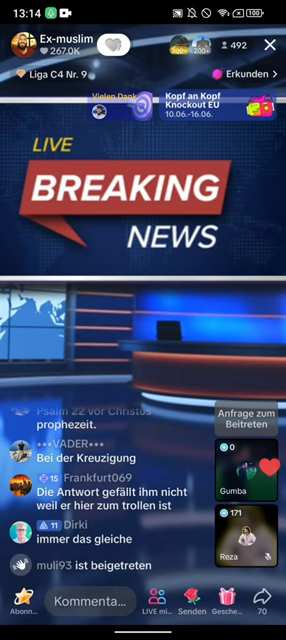 13:14
100
Ex-muslim
267.0K
200+
200+
492
Liga C4 Nr. 9
Erkunden
Vielen Dank
Kopf an Kopf
Knockout EU
10.06.-16.06.
LIVE
BREAKING
NEWS
Psalm 22 vor Christus
prophezeit.
•••VADER•••
Bei der Kreuzigung
15 Frankfurt069
Die Antwort gefällt ihm nicht
weil er hier zum trollen ist
11 Dirki
immer das gleiche
muli93 ist beigetreten
Anfrage zum
Beitreten
0
Gumba
171
Reza
Abonn...
Kommenta...
LIVE mi...
Senden
Gesche...
70